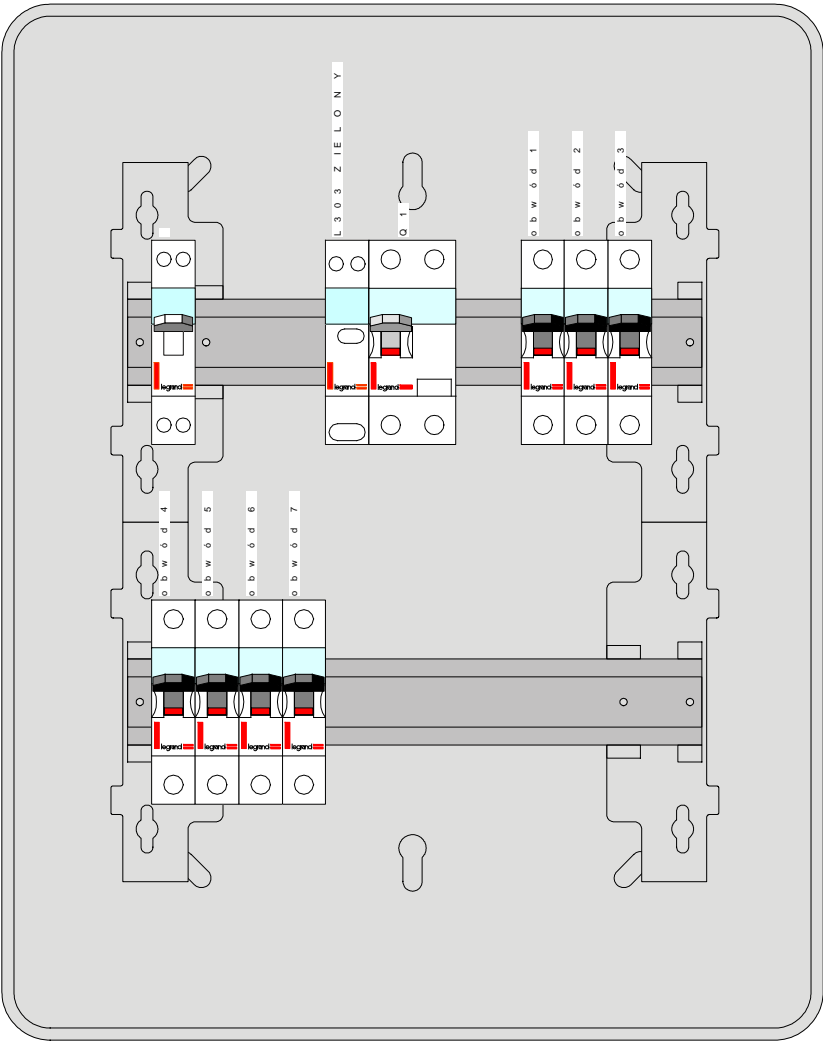 L303 ZIELONY
Q1
obwód 1
obwód 2
obwód 3
legrand
legrand
legrand
legrand
legrand
legrand
obwód 4
obwód 5
obwód 6
obwód 7
legrand
legrand
legrand
legrand